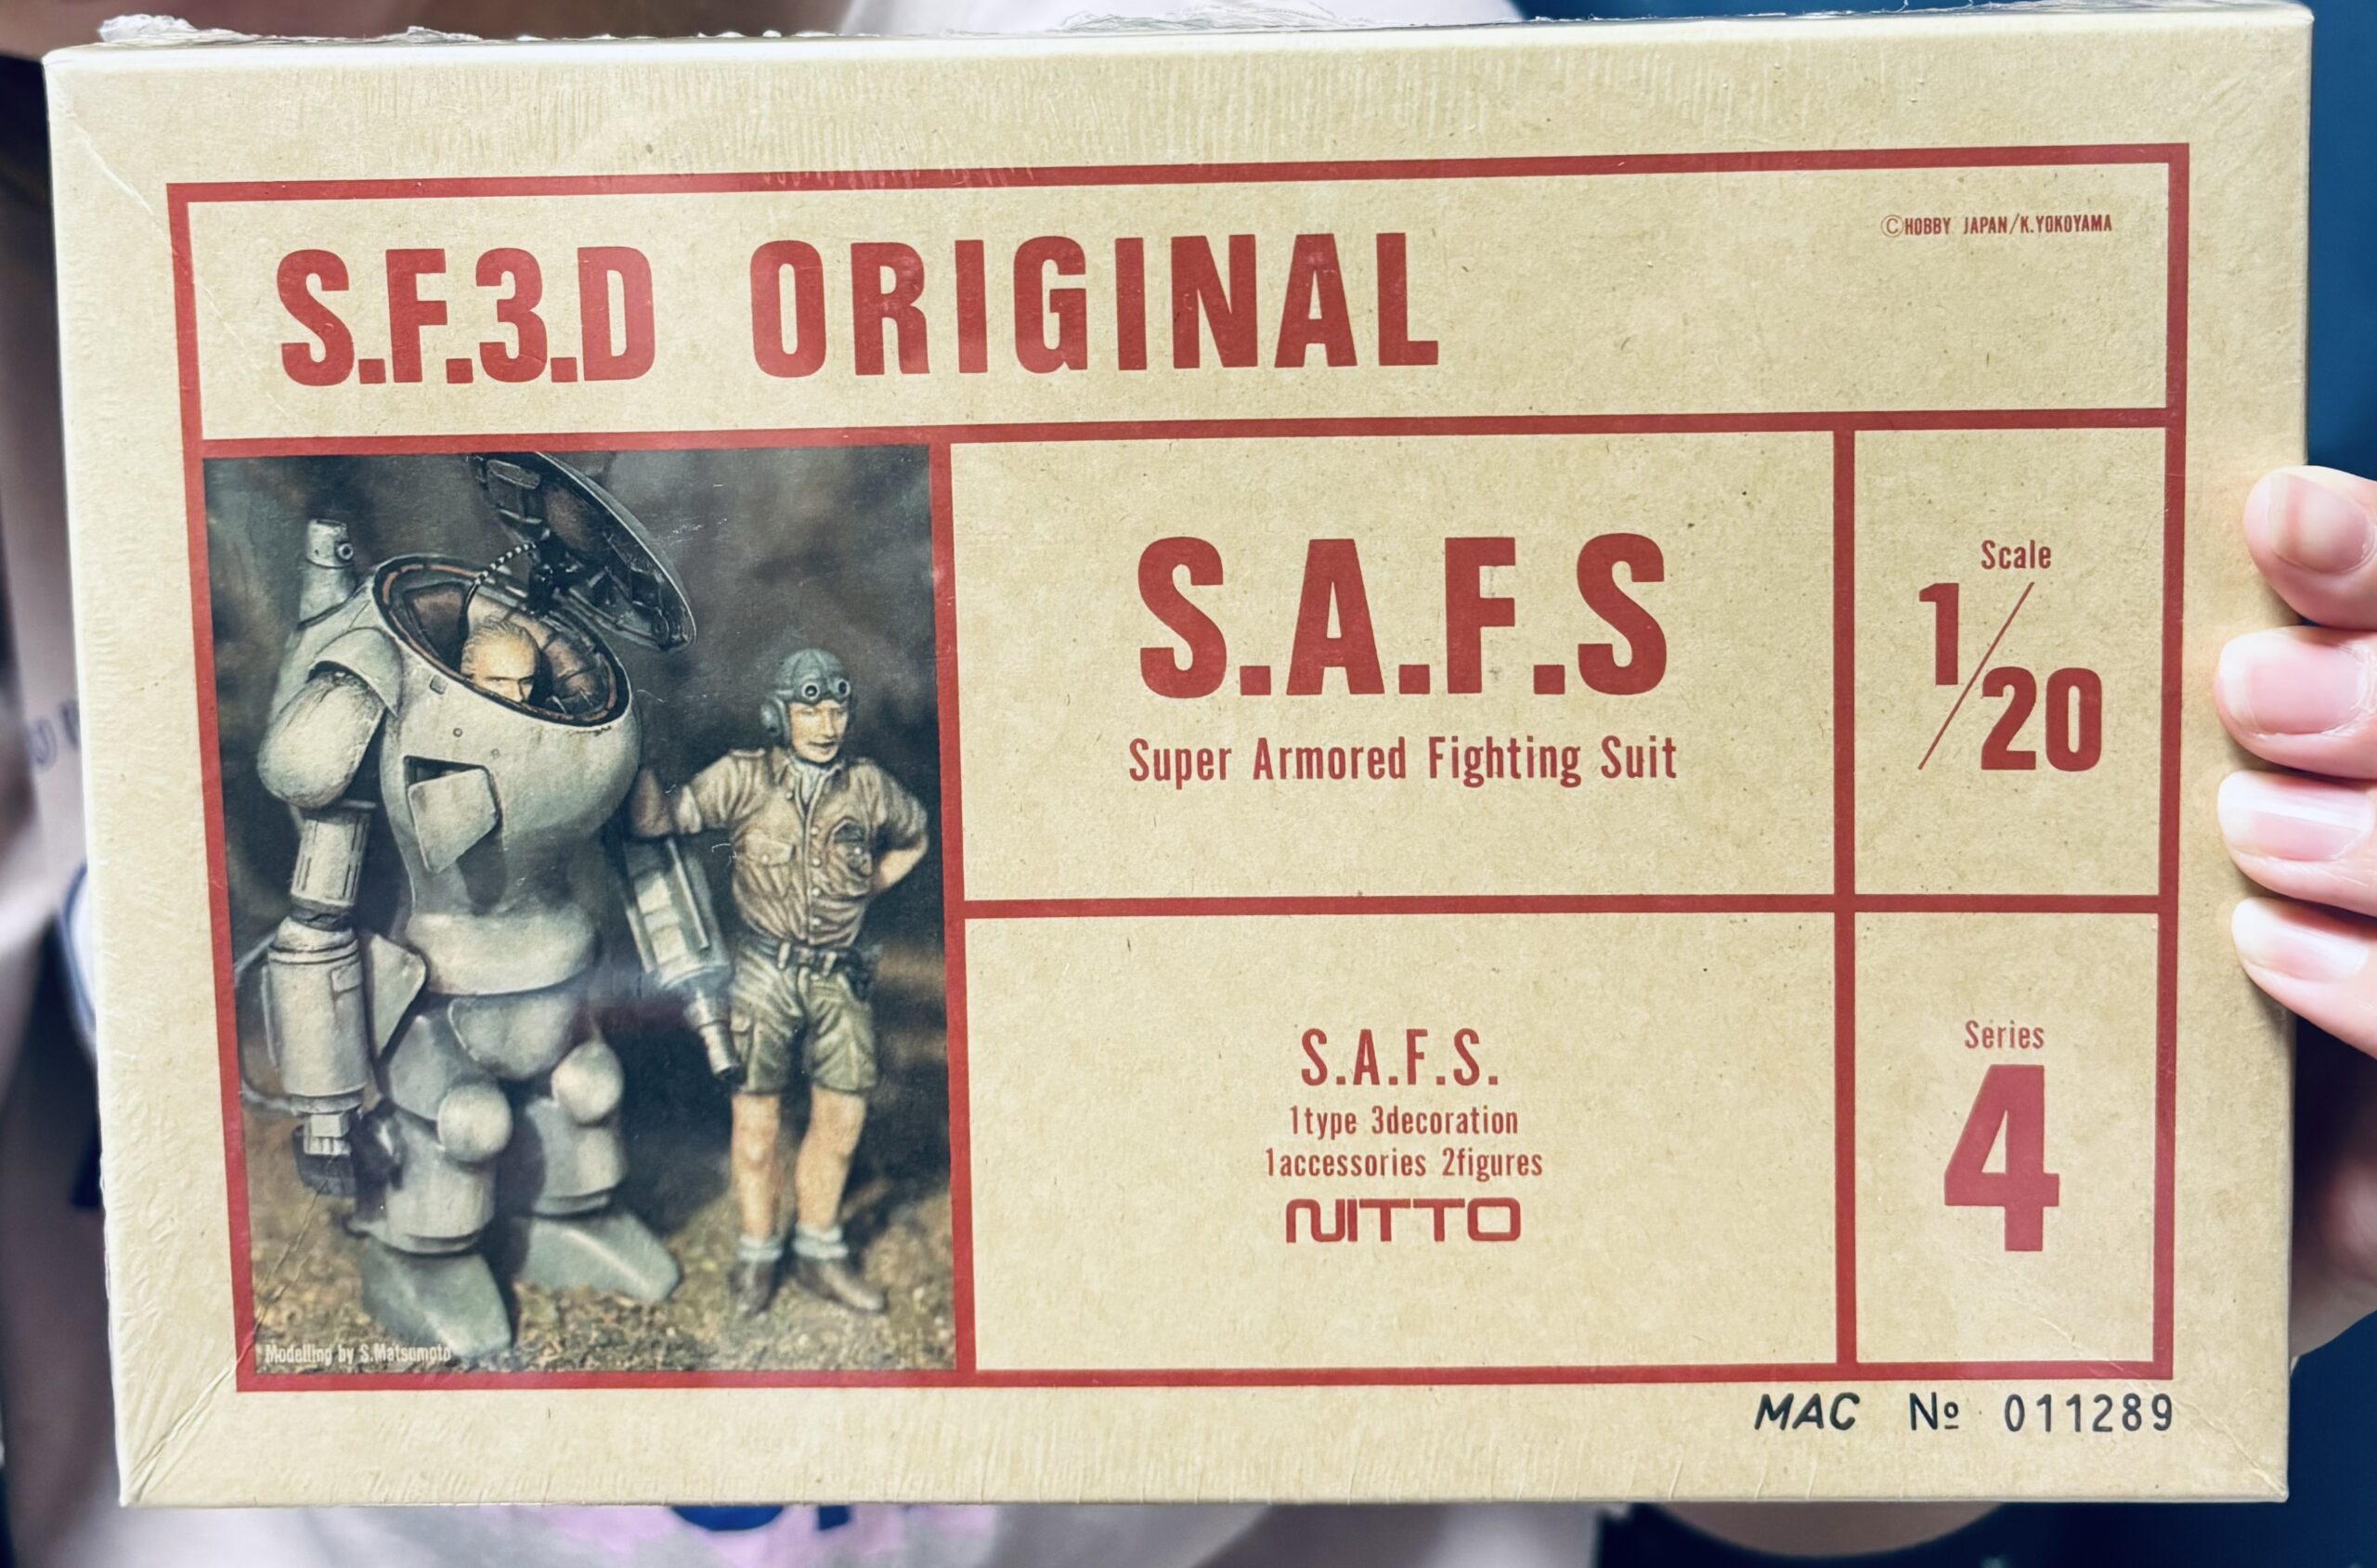 ©HOBBY JAPAN/K.YOKOYAMA
S.F.3.D ORIGINAL
S.A.F.S
Super Armored Fighting Suit
Scale
1/20
S.A.F.S.
1type 3decoration
1accessories 2figures
NITTO
Series
4
Modelling by S.Matsumoto
MAC № 011289